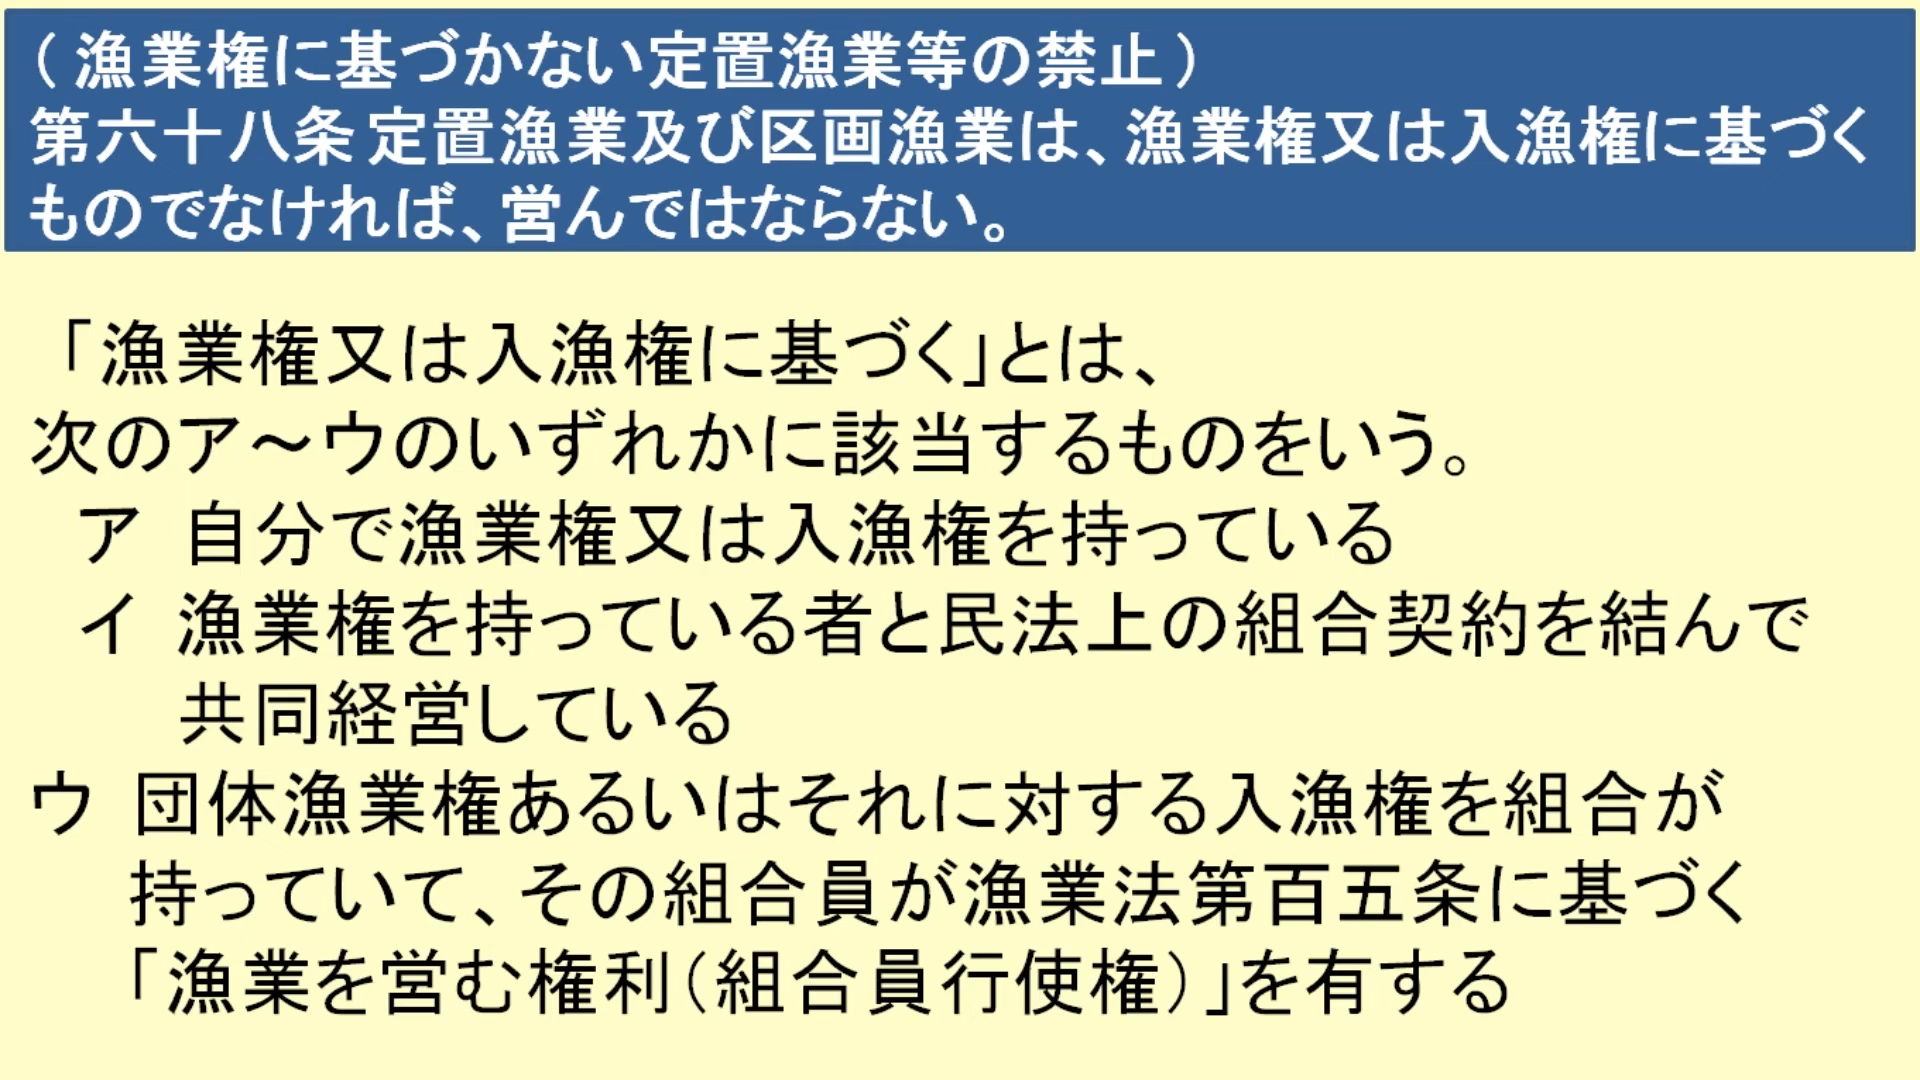 （漁業権に基づかない定置漁業等の禁止）
第六十八条 定置漁業及び区画漁業は、漁業権又は入漁権に基づく
ものでなければ、営んではならない。
「漁業権又は入漁権に基づく」とは、
次のア～ウのいずれかに該当するものをいう。
ア　自分で漁業権又は入漁権を持っている
イ　漁業権を持っている者と民法上の組合契約を結んで
共同経営している
ウ　団体漁業権あるいはそれに対する入漁権を組合が
持っていて、その組合員が漁業法第百五条に基づく
「漁業を営む権利（組合員行使権）」を有する